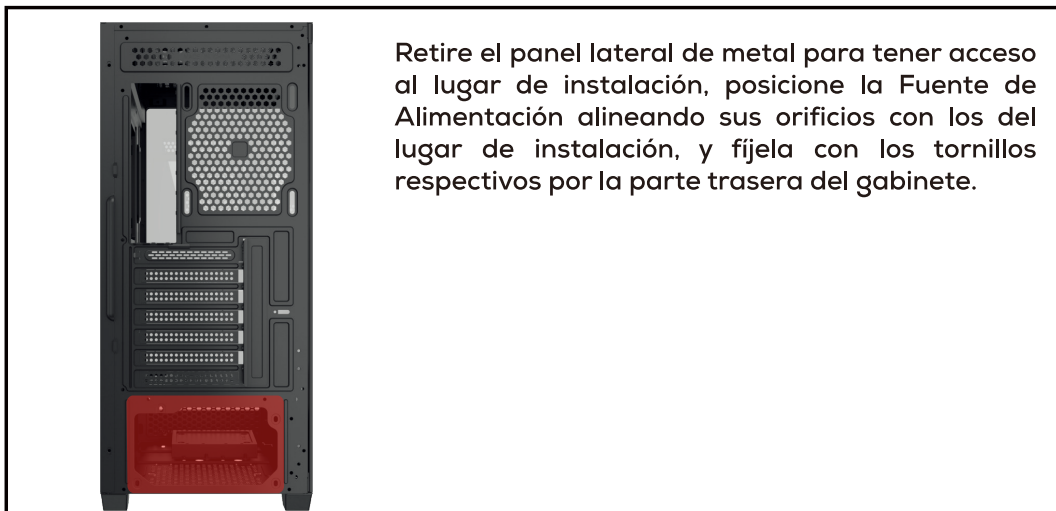 Retire el panel lateral de metal para tener acceso
al lugar de instalación, posicione la Fuente de
Alimentación alineando sus orificios con los del
lugar de instalación, y fíjela con los tornillos
respectivos por la parte trasera del gabinete.